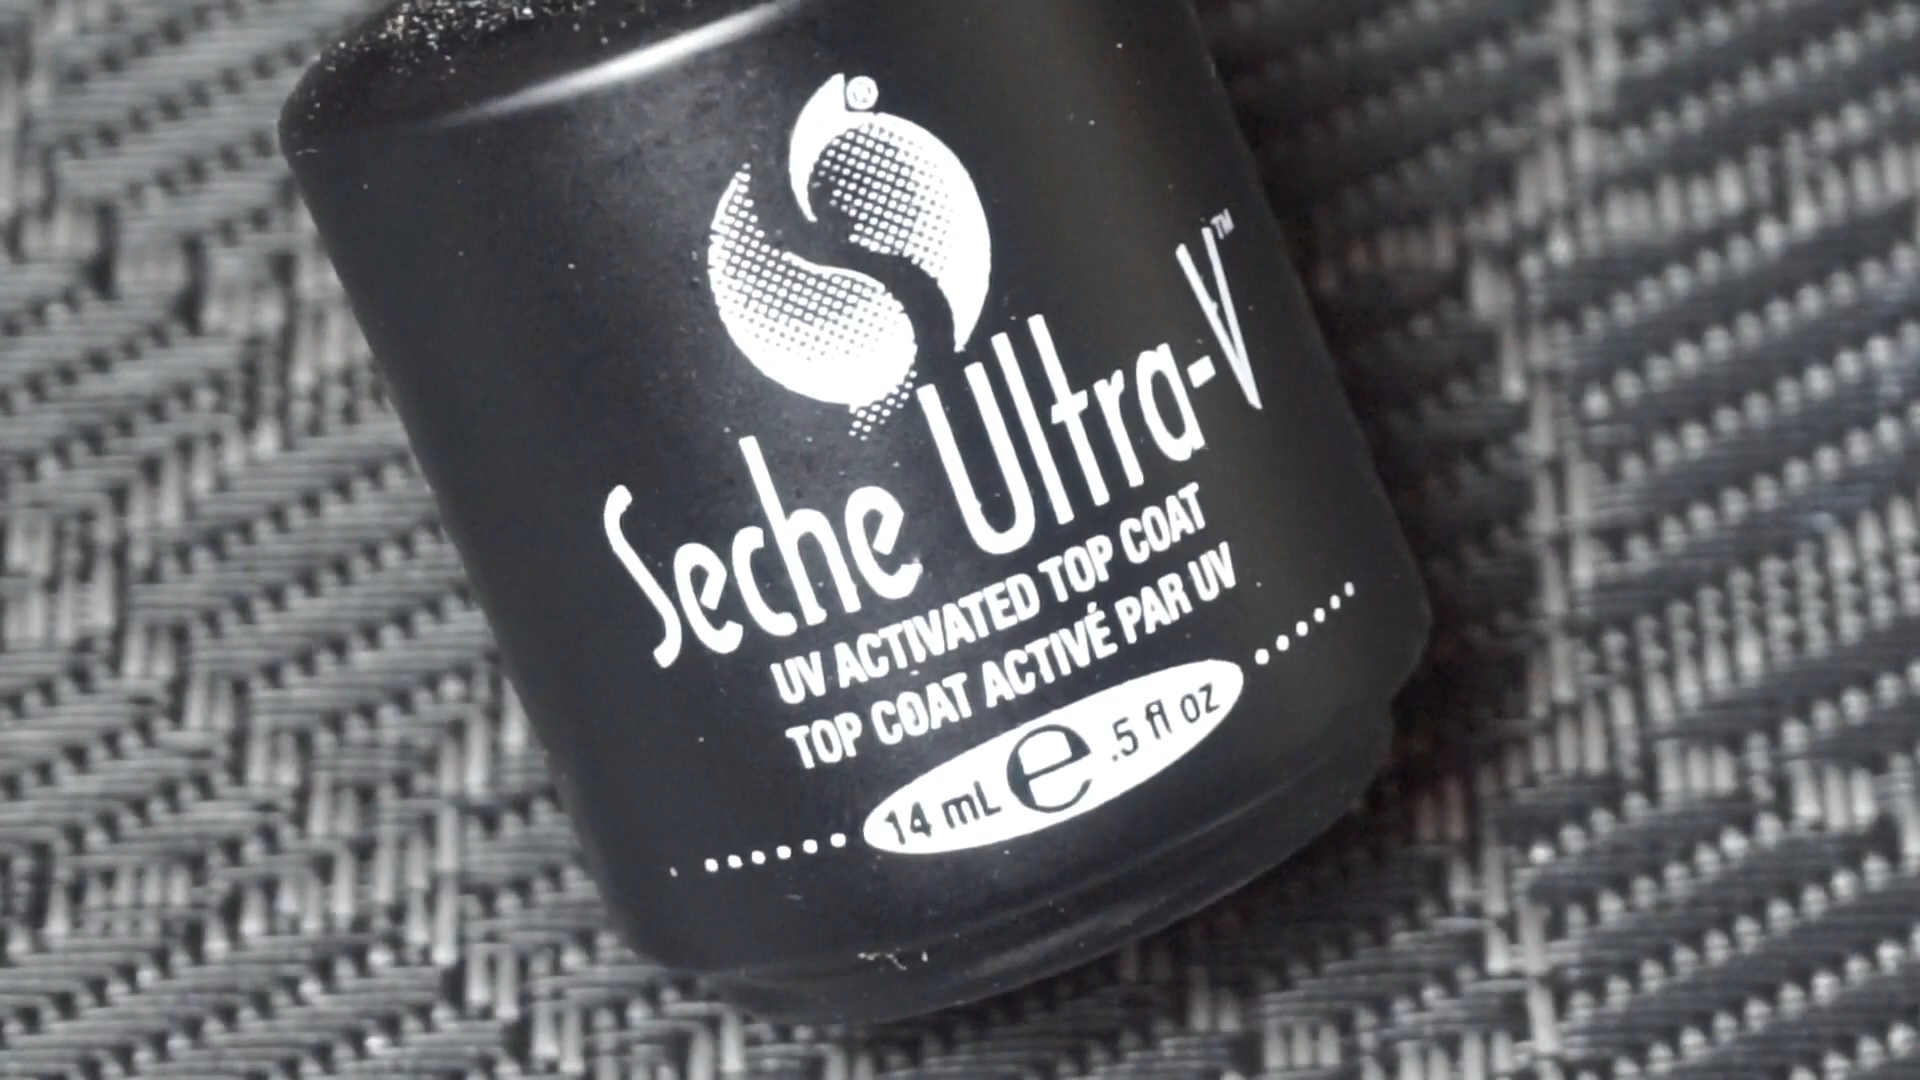 ®
Seche Ultra-V™
UV ACTIVATED TOP COAT
TOP COAT ACTIVÉ PAR UV
14 mL e .5 fl oz